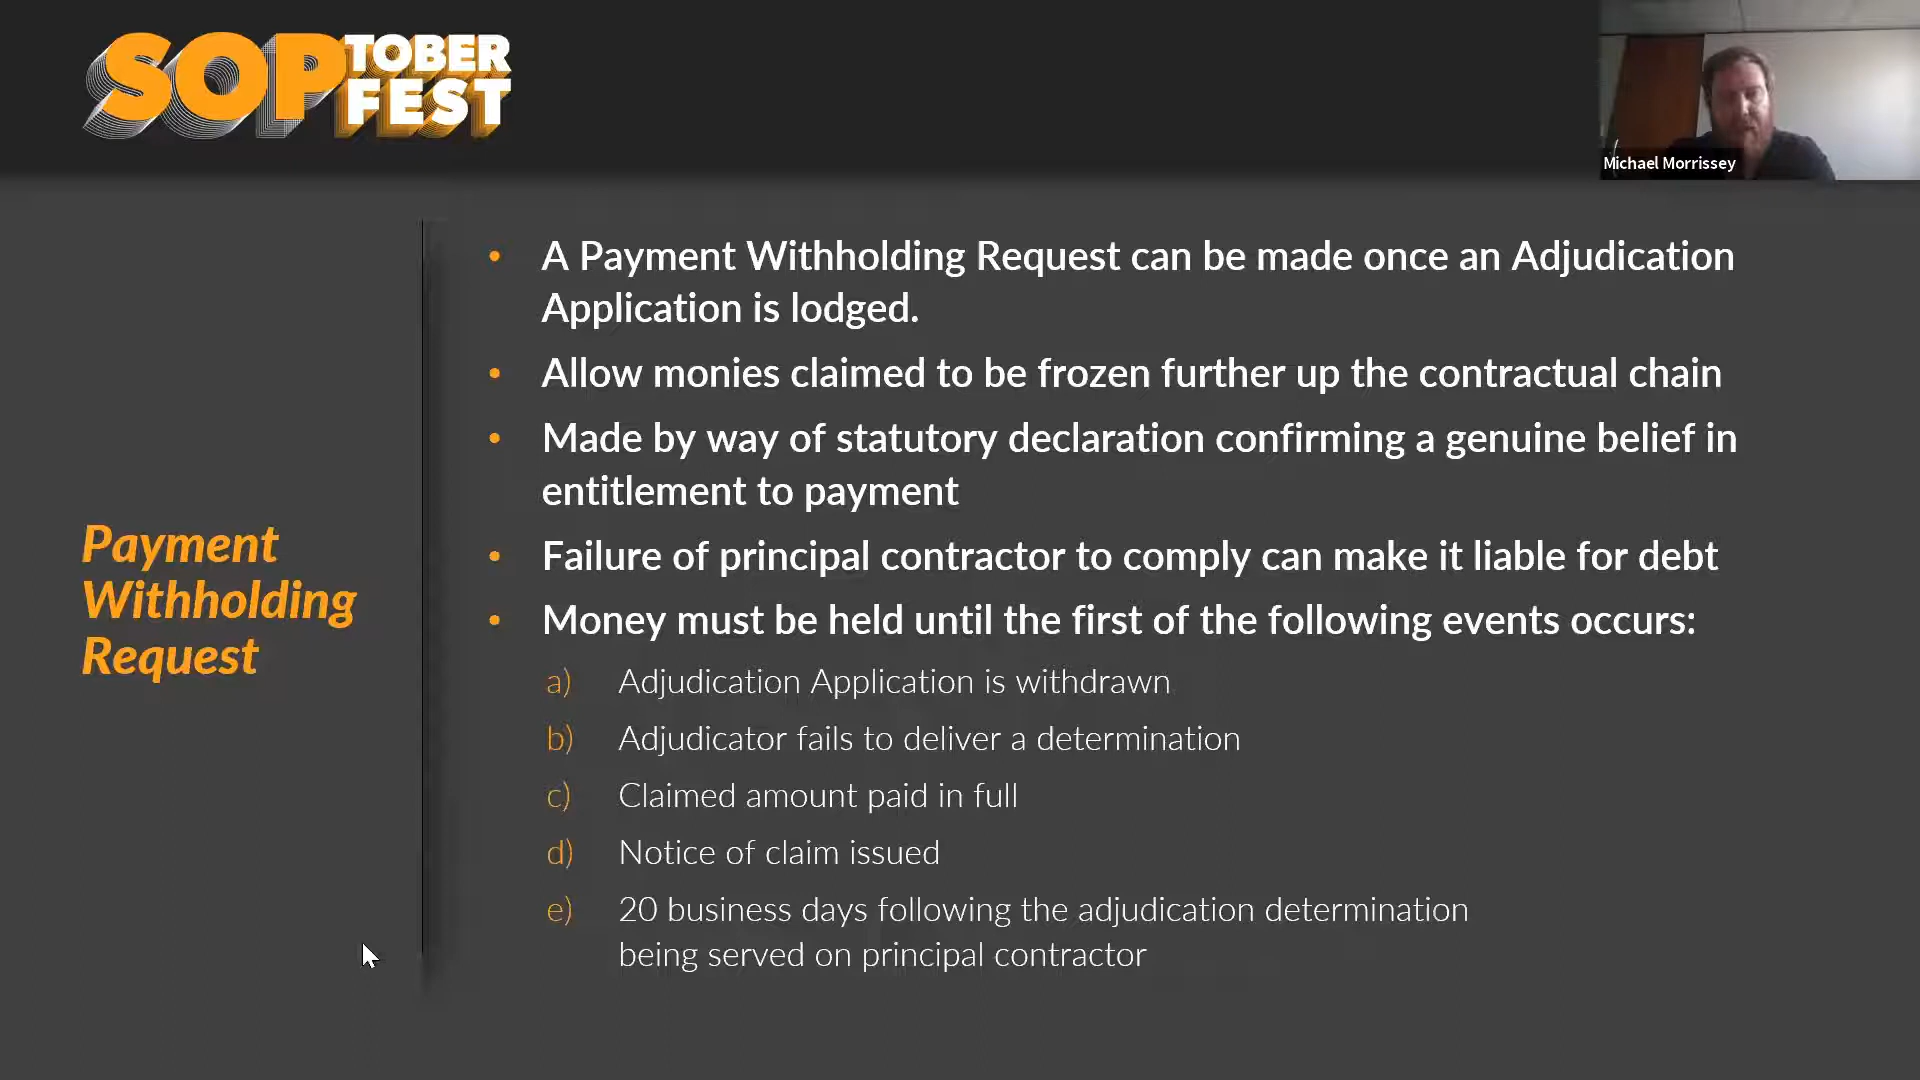 SOPTOBER
FEST
Michael Morrissey
Payment
Withholding
Request
• A Payment Withholding Request can be made once an Adjudication
Application is lodged.
• Allow monies claimed to be frozen further up the contractual chain
• Made by way of statutory declaration confirming a genuine belief in
entitlement to payment
• Failure of principal contractor to comply can make it liable for debt
• Money must be held until the first of the following events occurs:
a) Adjudication Application is withdrawn
b) Adjudicator fails to deliver a determination
c) Claimed amount paid in full
d) Notice of claim issued
e) 20 business days following the adjudication determination
being served on principal contractor